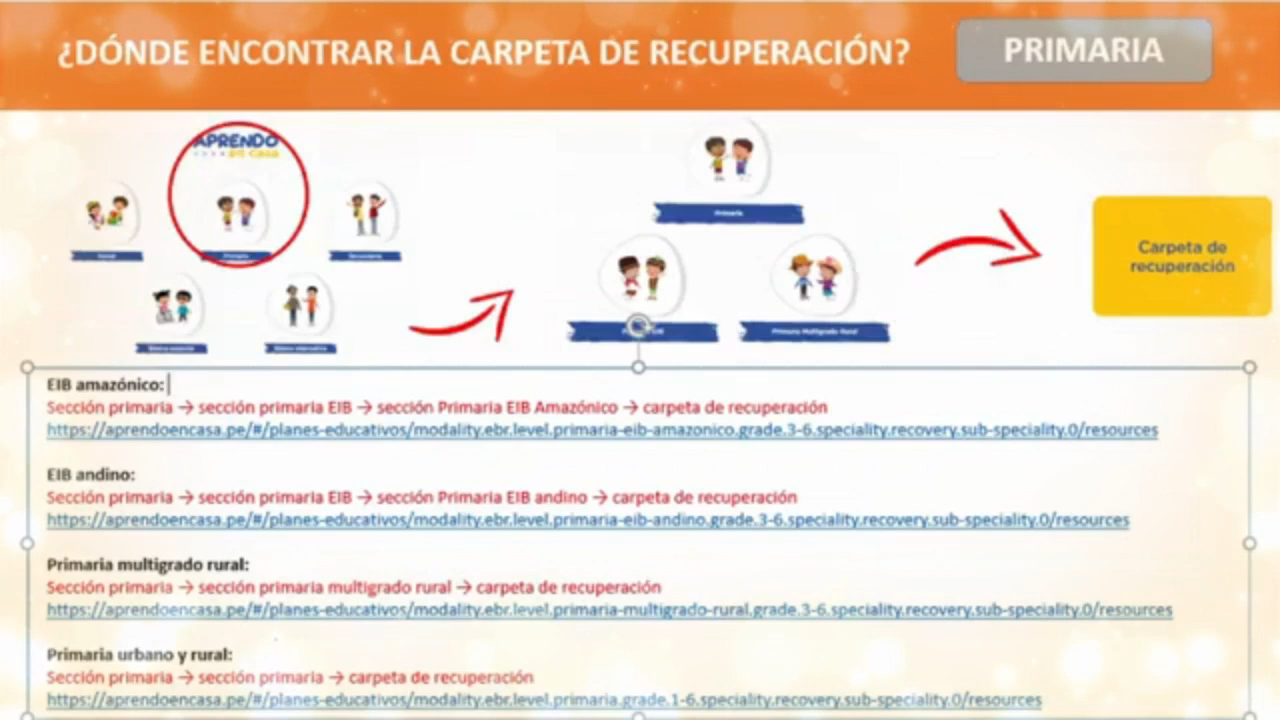 ¿DÓNDE ENCONTRAR LA CARPETA DE RECUPERACIÓN?
PRIMARIA
APRENDO
en casa
Inicial
Primaria
Secundaria
Primaria
Primaria Multigrado Rural
Carpeta de
recuperación
EIB amazónico:
Sección primaria → sección primaria EIB → sección Primaria EIB Amazónico → carpeta de recuperación
https://aprendoencasa.pe/#/planes-educativos/modality.ebr.level.primaria-eib-amazonico.grade.3-6.speciality.recovery.sub-speciality.0/resources
EIB andino:
Sección primaria → sección primaria EIB → sección Primaria EIB andino → carpeta de recuperación
https://aprendoencasa.pe/#/planes-educativos/modality.ebr.level.primaria-eib-andino.grade.3-6.speciality.recovery.sub-speciality.0/resources
Primaria multigrado rural:
Sección primaria → sección primaria multigrado rural → carpeta de recuperación
https://aprendoencasa.pe/#/planes-educativos/modality.ebr.level.primaria-multigrado-rural.grade.3-6.speciality.recovery.sub-speciality.0/resources
Primaria urbano y rural:
Sección primaria → sección primaria → carpeta de recuperación
https://aprendoencasa.pe/#/planes-educativos/modality.ebr.level.primaria.grade.1-6.speciality.recovery.sub-speciality.0/resources